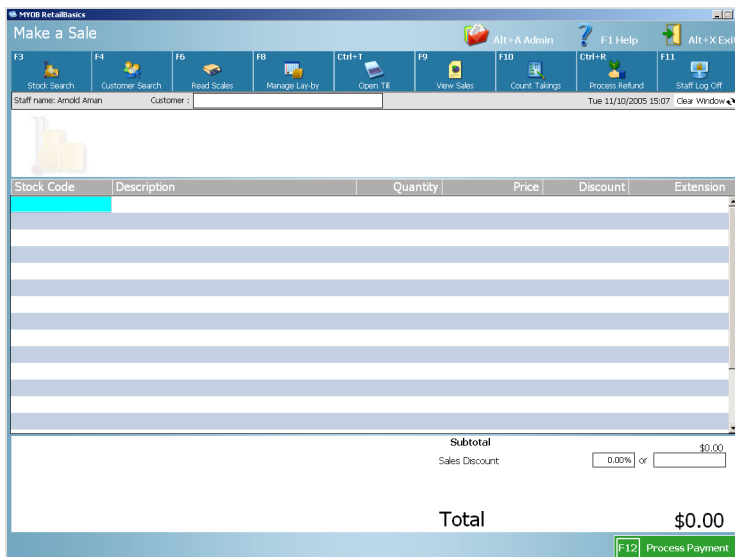 MYOB RetailBasics
Make a Sale
Alt+A Admin
F1 Help
Alt+X Exit
F3 F4 F6 F8 Ctrl+T F9 F10 Ctrl+R F11
Stock Search Customer Search Read Scales Manage Lay-by Open Till View Sales Count Takings Process Refund Staff Log Off
Staff name: Arnold Aman Customer : Tue 11/10/2005 15:07 Clear Window
Stock Code Description Quantity Price Discount Extension
Subtotal $0.00
Sales Discount 0.00% or
Total $0.00
F12 Process Payment